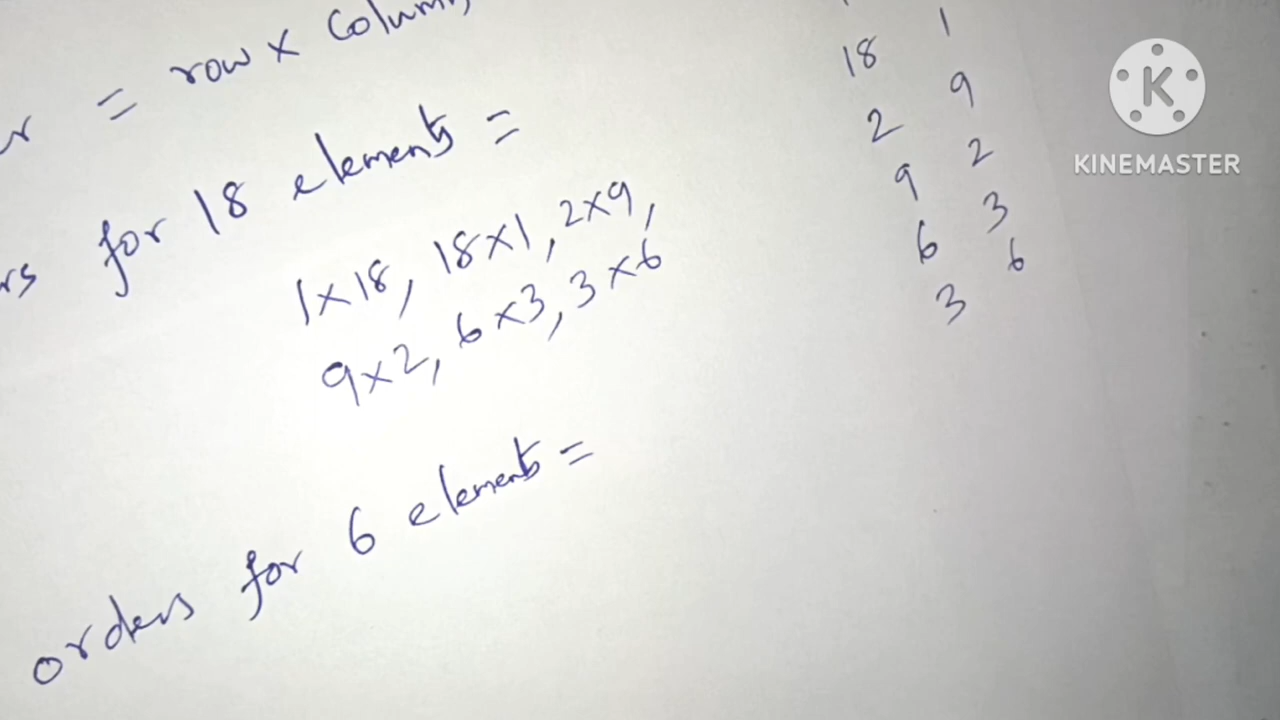 = row x Column
for 18 elements =
1x18, 18x1, 2x9,
9x2, 6x3, 3x6
orders for 6 elements =
1
18
9
2
2
9
3
6
6
3
KINEMASTER